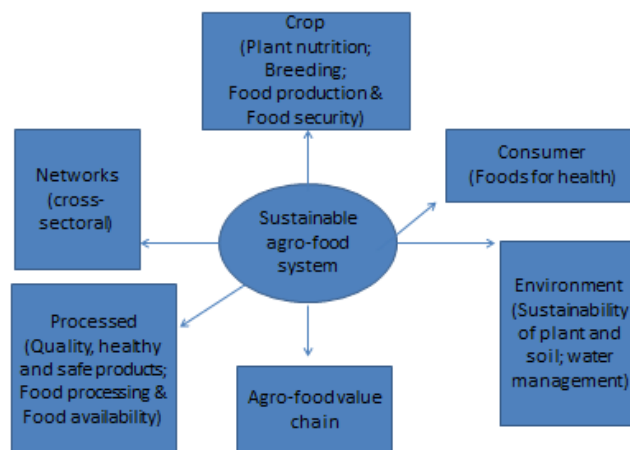 Crop
(Plant nutrition;
Breeding;
Food production &
Food security)
Consumer
(Foods for health)
Networks
(cross-
sectoral)
Sustainable
agro-food
system
Environment
(Sustainability
of plant and
soil; water
management)
Processed
(Quality, healthy
and safe products;
Food processing &
Food availability)
Agro-food value
chain